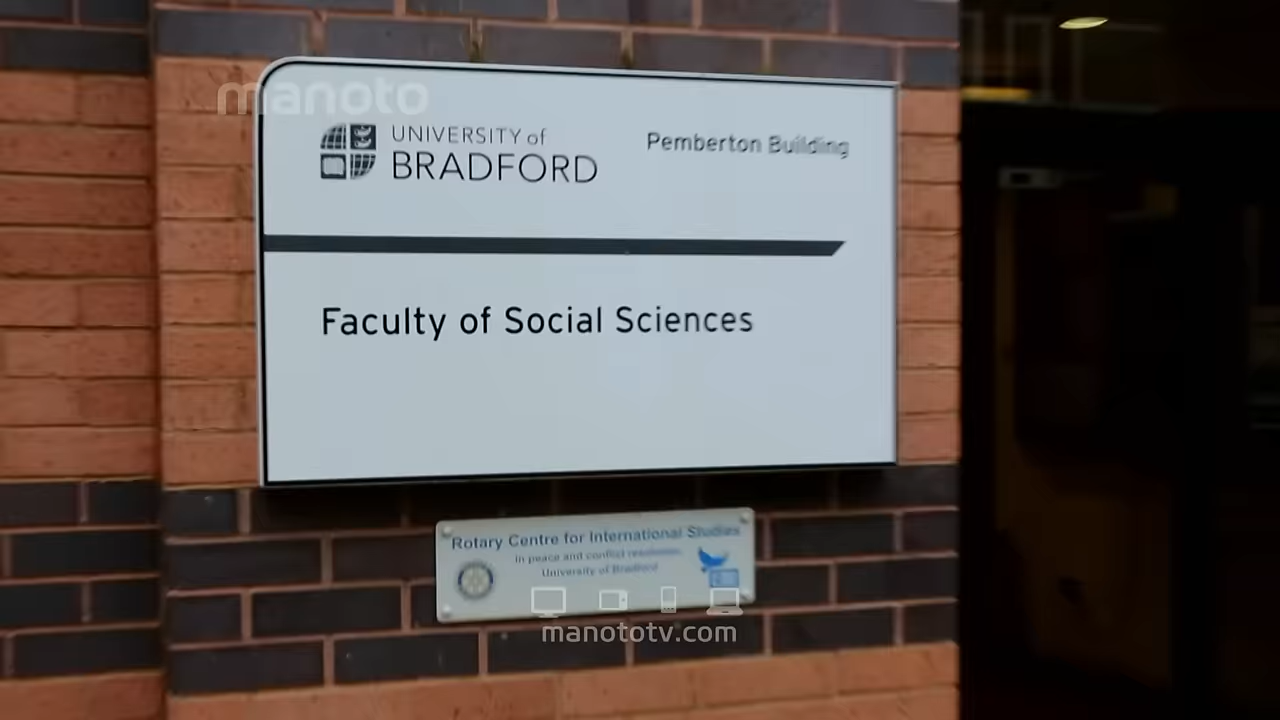 manoto
UNIVERSITY of
BRADFORD
Pemberton Building
Faculty of Social Sciences
Rotary Centre for International Studies
in peace and conflict resolution
University of Bradford
manototv.com